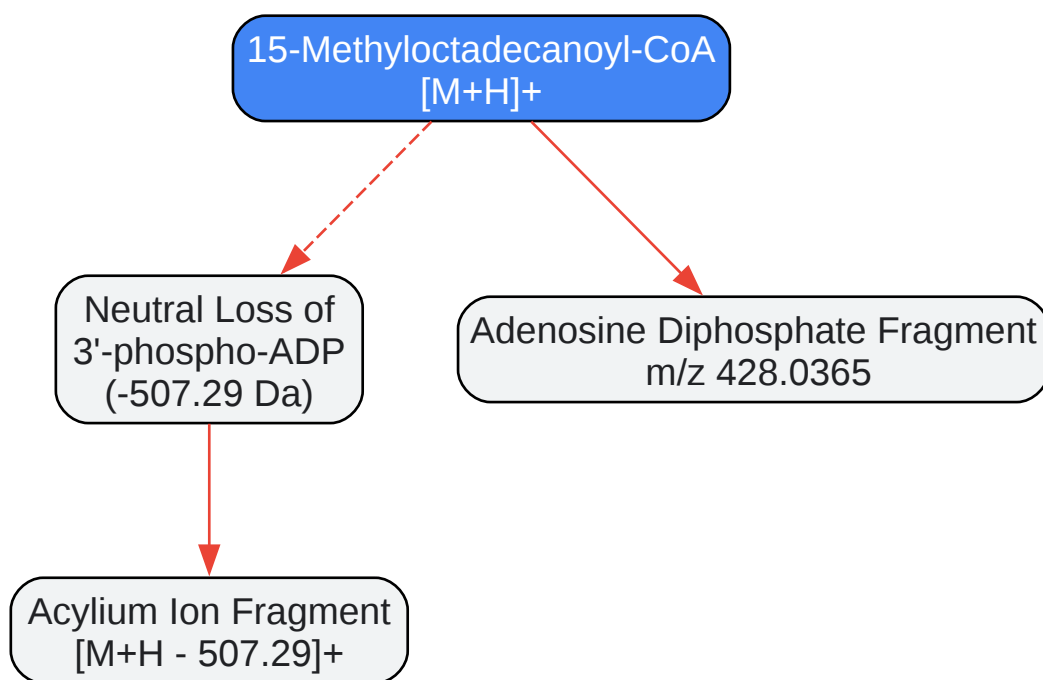 15-Methyloctadecanoyl-CoA
[M+H]+
Neutral Loss of
3'-phospho-ADP
(-507.29 Da)
Adenosine Diphosphate Fragment
m/z 428.0365
Acylium Ion Fragment
[M+H - 507.29]+